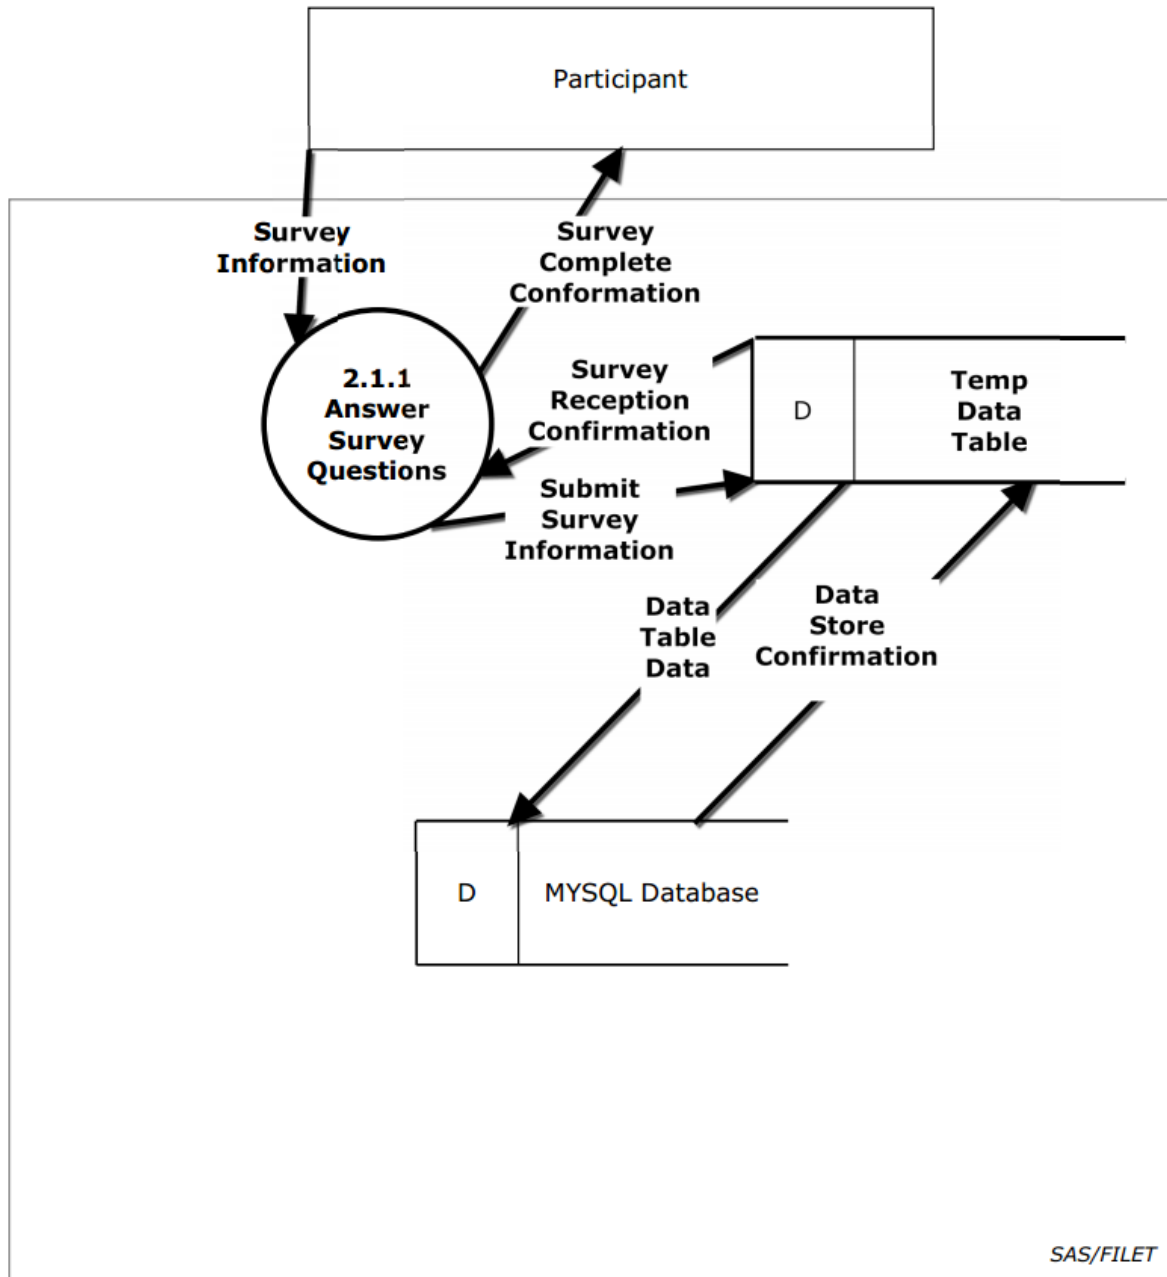 Participant
Survey
Information
Survey
Complete
Conformation
2.1.1
Answer
Survey
Questions
Survey
Reception
Confirmation
D
Temp
Data
Table
Submit
Survey
Information
Data
Table
Data
Data
Store
Confirmation
D
MYSQL Database
SAS/FILET